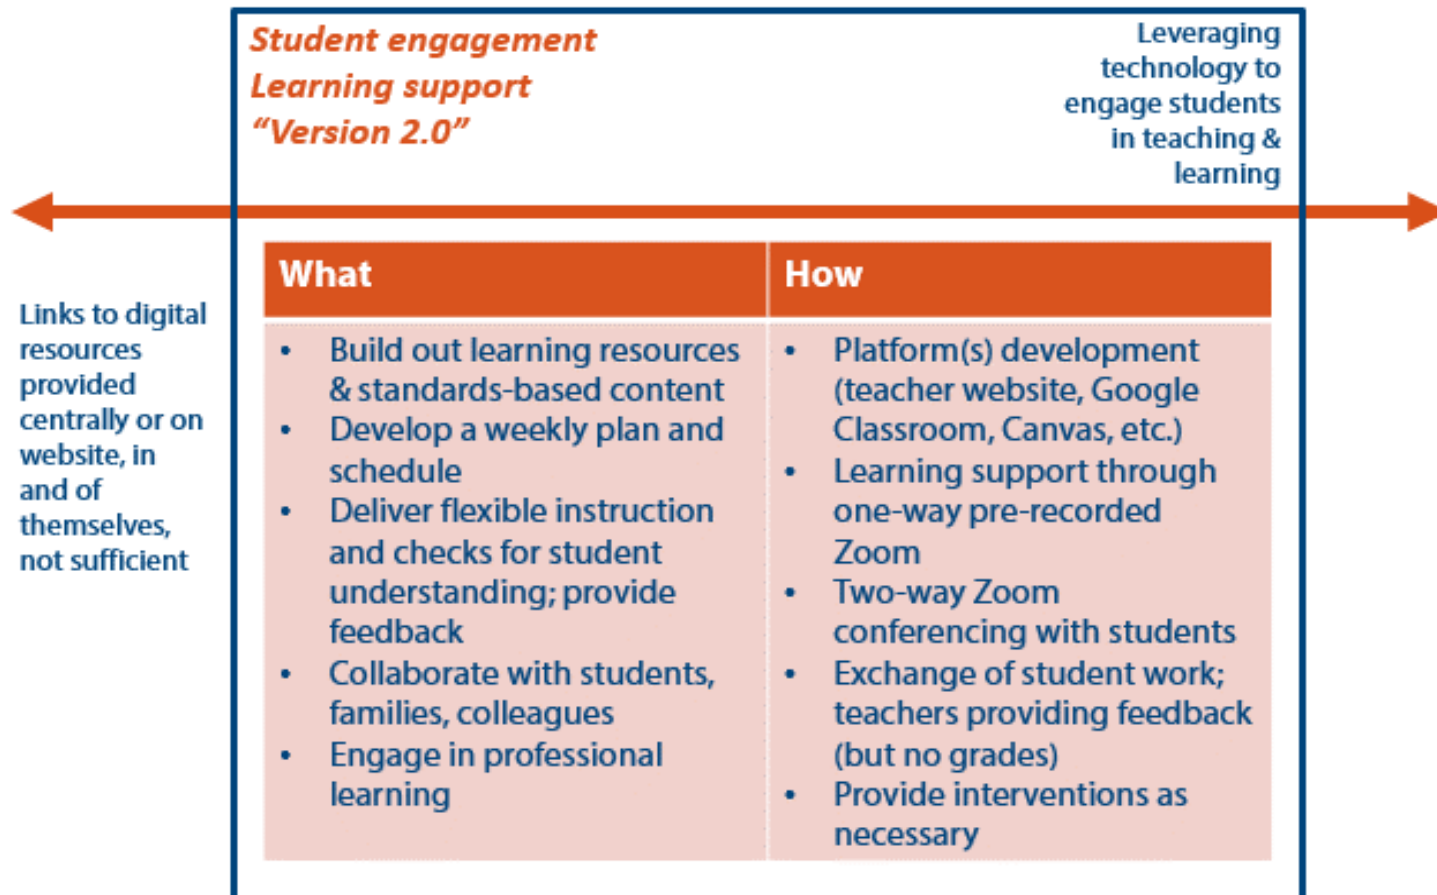 Student engagement
Learning support
“Version 2.0”
Leveraging
technology to
engage students
in teaching &
learning
Links to digital
resources
provided
centrally or on
website, in
and of
themselves,
not sufficient
What
• Build out learning resources
& standards-based content
• Develop a weekly plan and
schedule
• Deliver flexible instruction
and checks for student
understanding; provide
feedback
• Collaborate with students,
families, colleagues
• Engage in professional
learning
How
• Platform(s) development
(teacher website, Google
Classroom, Canvas, etc.)
• Learning support through
one-way pre-recorded
Zoom
• Two-way Zoom
conferencing with students
• Exchange of student work;
teachers providing feedback
(but no grades)
• Provide interventions as
necessary